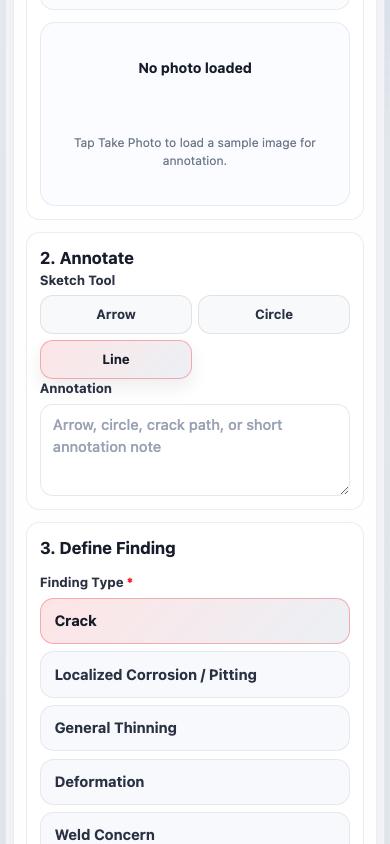 No photo loaded
Tap Take Photo to load a sample image for
annotation.
2. Annotate
Sketch Tool
Arrow
Circle
Line
Annotation
Arrow, circle, crack path, or short
annotation note
3. Define Finding
Finding Type *
Crack
Localized Corrosion / Pitting
General Thinning
Deformation
Weld Concern